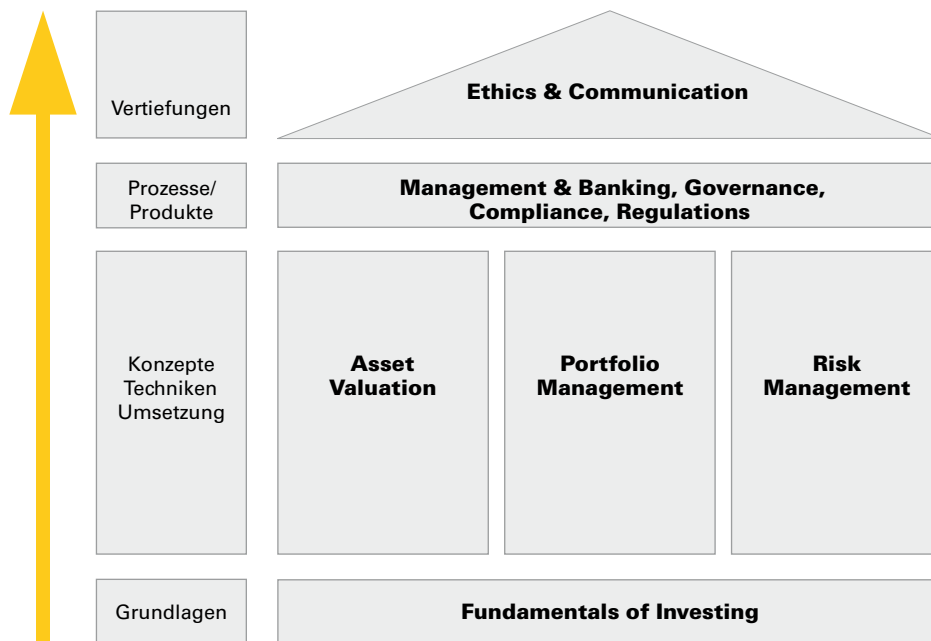 Vertiefungen
Ethics & Communication
Prozesse/
Produkte
Management & Banking, Governance,
Compliance, Regulations
Konzepte
Techniken
Umsetzung
Asset
Valuation
Portfolio
Management
Risk
Management
Grundlagen
Fundamentals of Investing